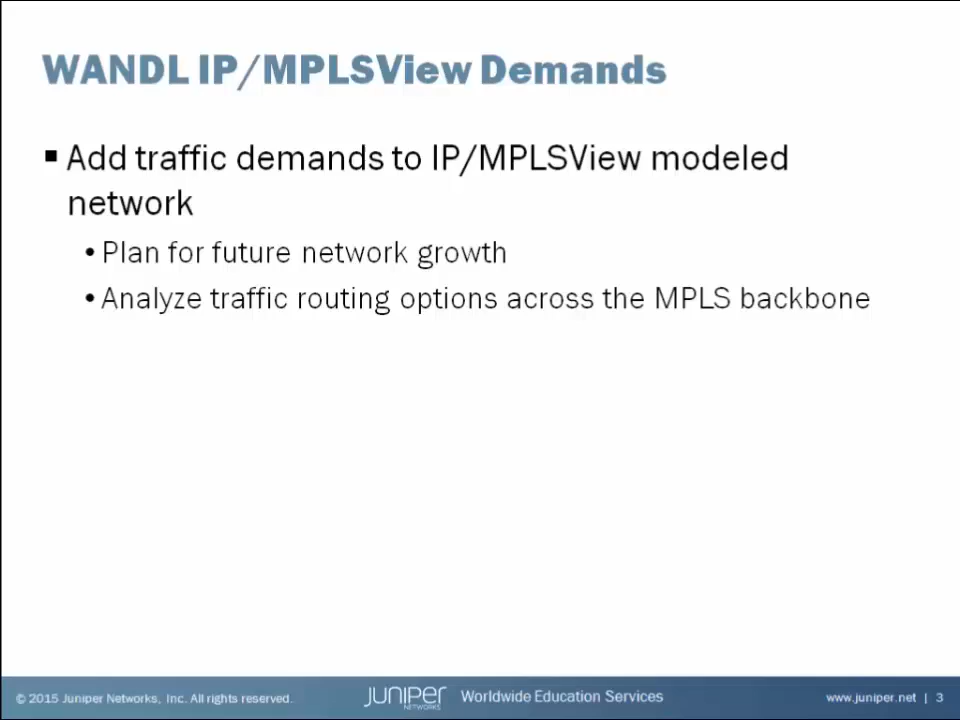 WANDL IP/MPLSView Demands
▪ Add traffic demands to IP/MPLSView modeled
network
• Plan for future network growth
• Analyze traffic routing options across the MPLS backbone
© 2015 Juniper Networks, Inc. All rights reserved.
JUNIPER
NETWORKS
Worldwide Education Services
www.juniper.net | 3